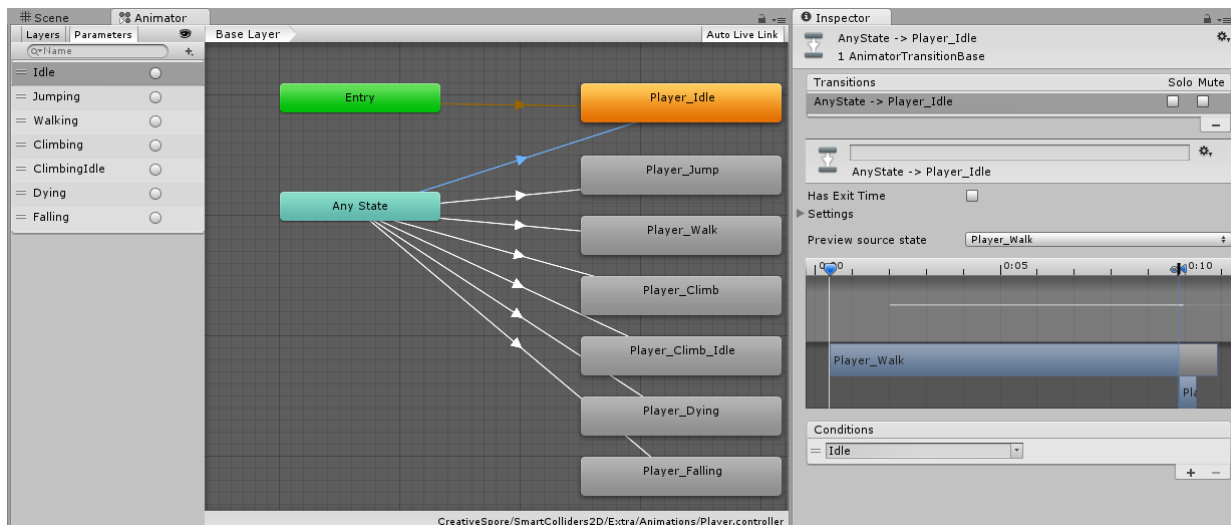 Scene
Animator
Layers Parameters
Name
Idle
Jumping
Walking
Climbing
ClimbingIdle
Dying
Falling
Base Layer
Auto Live Link
Entry
Any State
Player_Idle
Player_Jump
Player_Walk
Player_Climb
Player_Climb_Idle
Player_Dying
Player_Falling
CreativeSpore/SmartColliders2D/Extra/Animations/Player.controller
Inspector
AnyState -> Player_Idle
1 AnimatorTransitionBase
Transitions Solo Mute
AnyState -> Player_Idle
AnyState -> Player_Idle
Has Exit Time
Settings
Preview source state Player_Walk
0:00 0:05 0:10
Player_Walk
Pla
Conditions
Idle